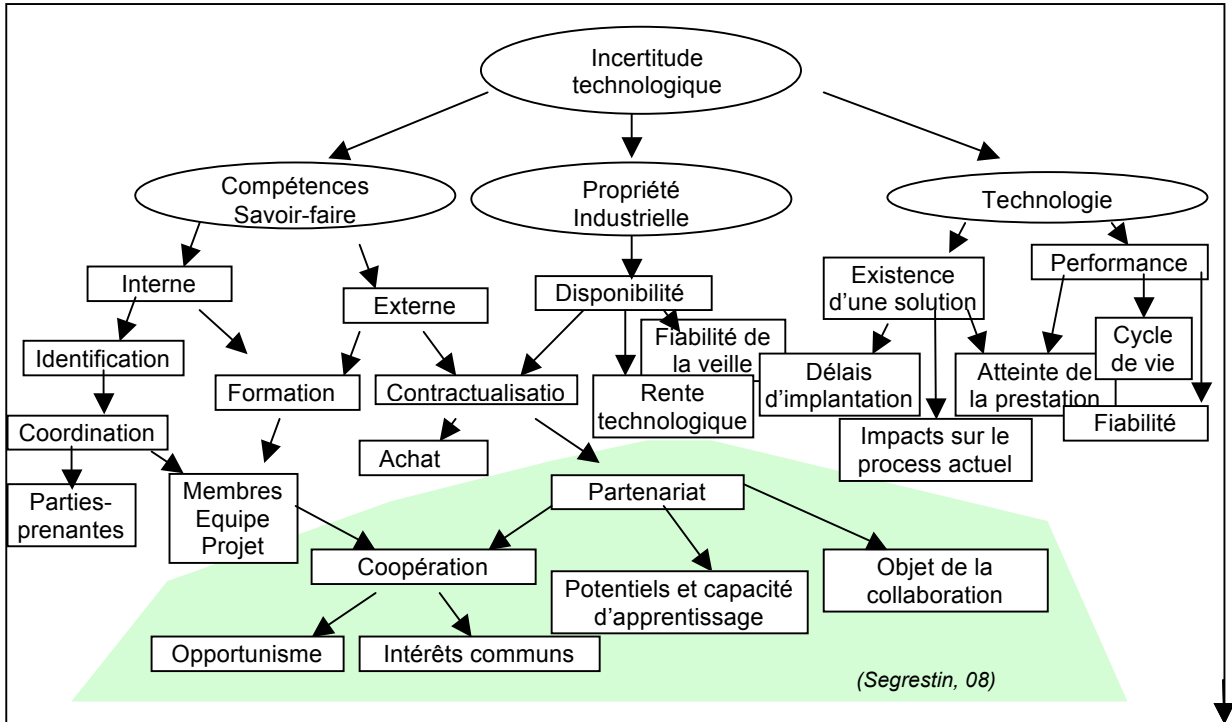 Incertitude
technologique
Compétences
Savoir-faire
Propriété
Industrielle
Technologie
Interne
Externe
Disponibilité
Existence
d’une solution
Performance
Identification
Formation
Contractualisatio
Fiabilité de
la veille
Rente
technologique
Délais
d’implantation
Atteinte de
la prestation
Cycle
de vie
Fiabilité
Coordination
Achat
Impacts sur le
process actuel
Parties-
prenantes
Membres
Equipe
Projet
Partenariat
Coopération
Potentiels et capacité
d’apprentissage
Objet de la
collaboration
Opportunisme
Intérêts communs
(Segrestin, 08)